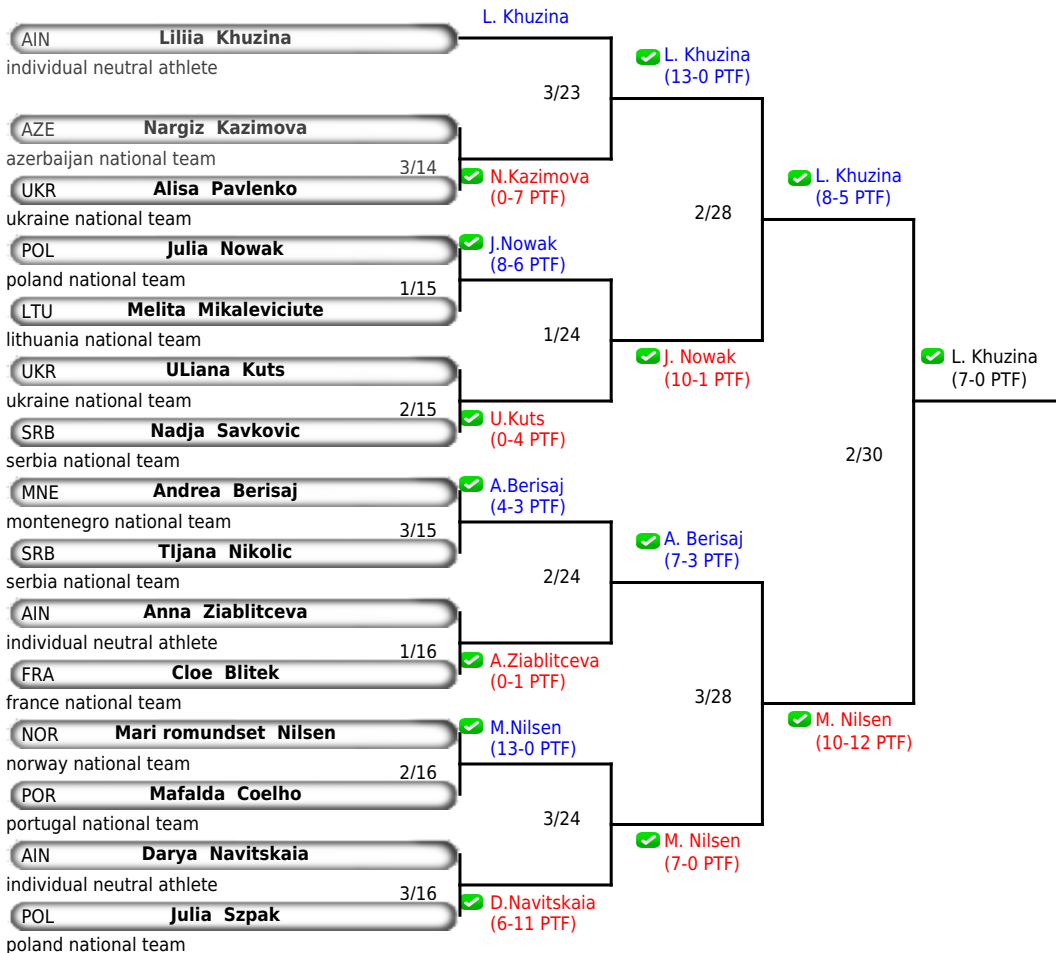 L. Khuzina
AIN Liliia Khuzina
individual neutral athlete
3/23
L. Khuzina
(13-0 PTF)
AZE Nargiz Kazimova
azerbaijan national team
3/14
N.Kazimova
(0-7 PTF)
UKR Alisa Pavlenko
ukraine national team
2/28
L. Khuzina
(8-5 PTF)
POL Julia Nowak
J.Nowak
(8-6 PTF)
poland national team
1/15
LTU Melita Mikaleviciute
lithuania national team
1/24
J. Nowak
(10-1 PTF)
UKR ULiana Kuts
ukraine national team
2/15
U.Kuts
(0-4 PTF)
SRB Nadja Savkovic
serbia national team
L. Khuzina
(7-0 PTF)
2/30
MNE Andrea Berisaj
A.Berisaj
(4-3 PTF)
montenegro national team
3/15
SRB TIjana Nikolic
serbia national team
2/24
A. Berisaj
(7-3 PTF)
AIN Anna Ziablitceva
individual neutral athlete
1/16
A.Ziablitceva
(0-1 PTF)
FRA Cloe Blitek
france national team
3/28
M. Nilsen
(10-12 PTF)
NOR Mari romundset Nilsen
M.Nilsen
(13-0 PTF)
norway national team
2/16
POR Mafalda Coelho
portugal national team
3/24
M. Nilsen
(7-0 PTF)
AIN Darya Navitskaia
individual neutral athlete
3/16
D.Navitskaia
(6-11 PTF)
POL Julia Szpak
poland national team